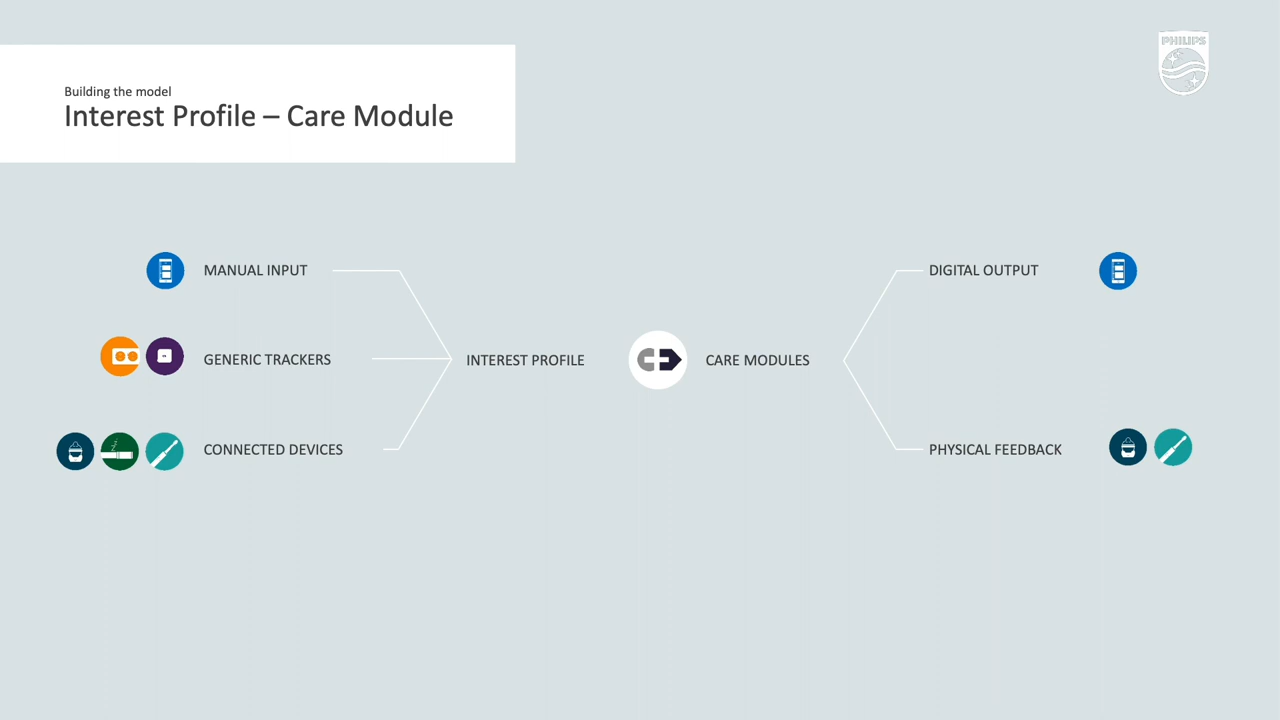 PHILIPS
Building the model
Interest Profile – Care Module
MANUAL INPUT
DIGITAL OUTPUT
GENERIC TRACKERS
INTEREST PROFILE
CARE MODULES
CONNECTED DEVICES
PHYSICAL FEEDBACK